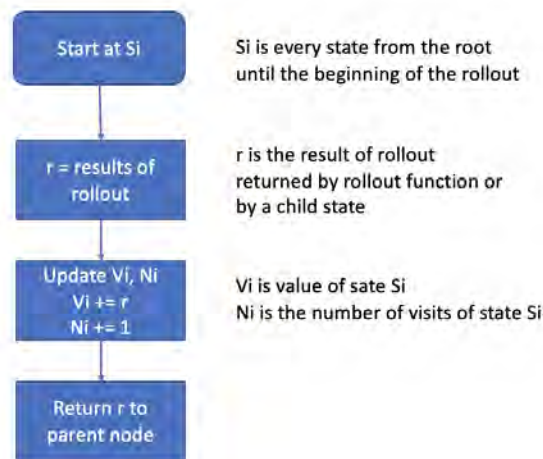 Start at Si
Si is every state from the root
until the beginning of the rollout
r = results of
rollout
r is the result of rollout
returned by rollout function or
by a child state
Update Vi, Ni
Vi += r
Ni += 1
Vi is value of sate Si
Ni is the number of visits of state Si
Return r to
parent node